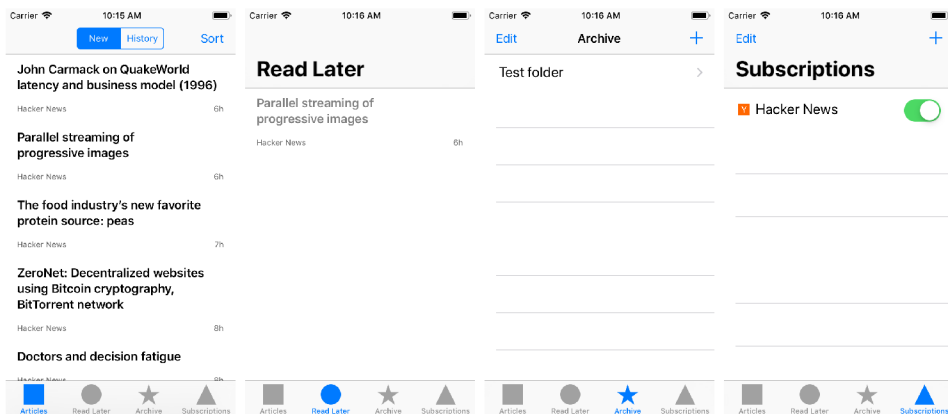 Carrier 10:15 AM
New History Sort
John Carmack on QuakeWorld
latency and business model (1996)
Hacker News 6h
Parallel streaming of
progressive images
Hacker News 6h
The food industry's new favorite
protein source: peas
Hacker News 7h
ZeroNet: Decentralized websites
using Bitcoin cryptography,
BitTorrent network
Hacker News 8h
Doctors and decision fatigue
Hacker News 8h
Articles Read Later Archive Subscriptions
Carrier 10:16 AM
Read Later
Parallel streaming of
progressive images
Hacker News 6h
Articles Read Later Archive Subscriptions
Carrier 10:16 AM
Edit Archive +
Test folder
Articles Read Later Archive Subscriptions
Carrier 10:16 AM
Edit +
Subscriptions
Y Hacker News
Articles Read Later Archive Subscriptions